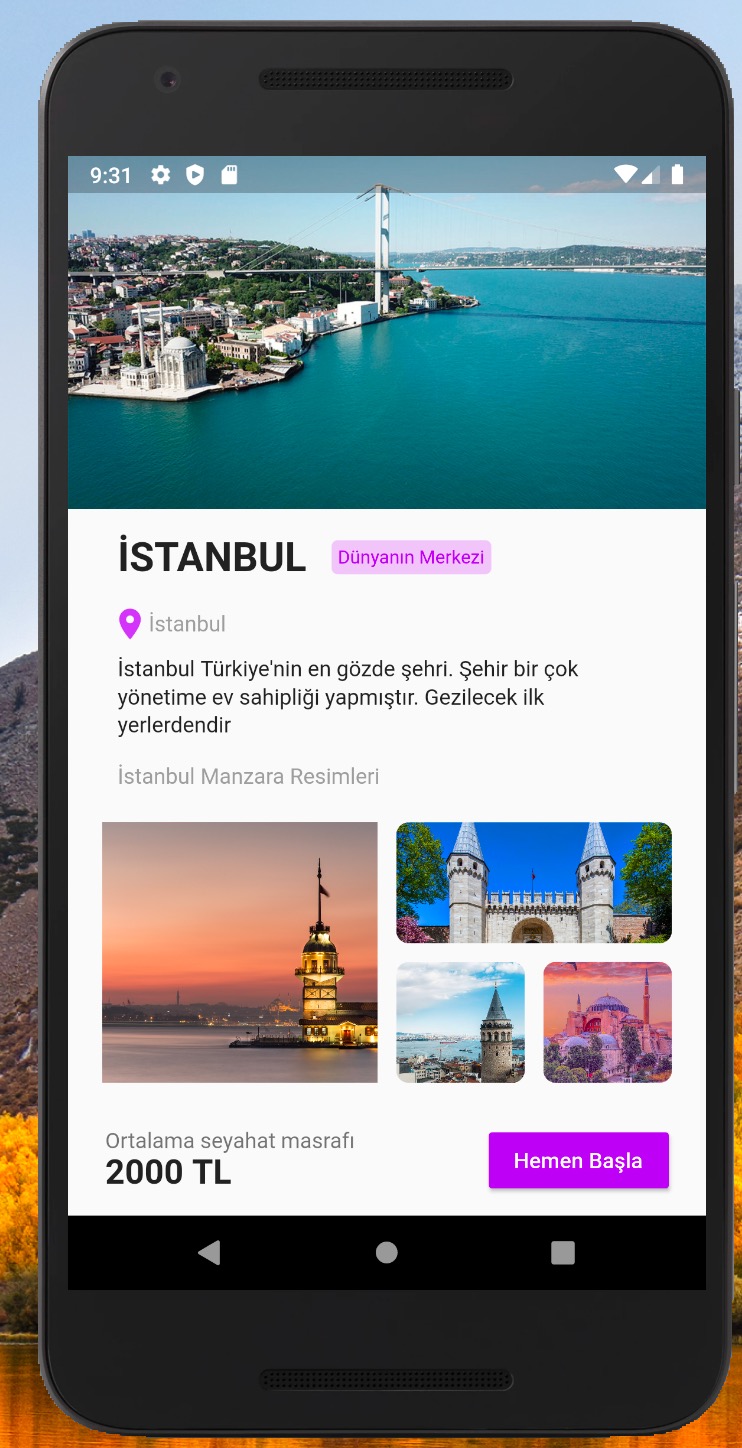 9:31
İSTANBUL
Dünyanın Merkezi
İstanbul
İstanbul Türkiye'nin en gözde şehri. Şehir bir çok
yönetime ev sahipliği yapmıştır. Gezilecek ilk
yerlerdendir
İstanbul Manzara Resimleri
Ortalama seyahat masrafı
2000 TL
Hemen Başla